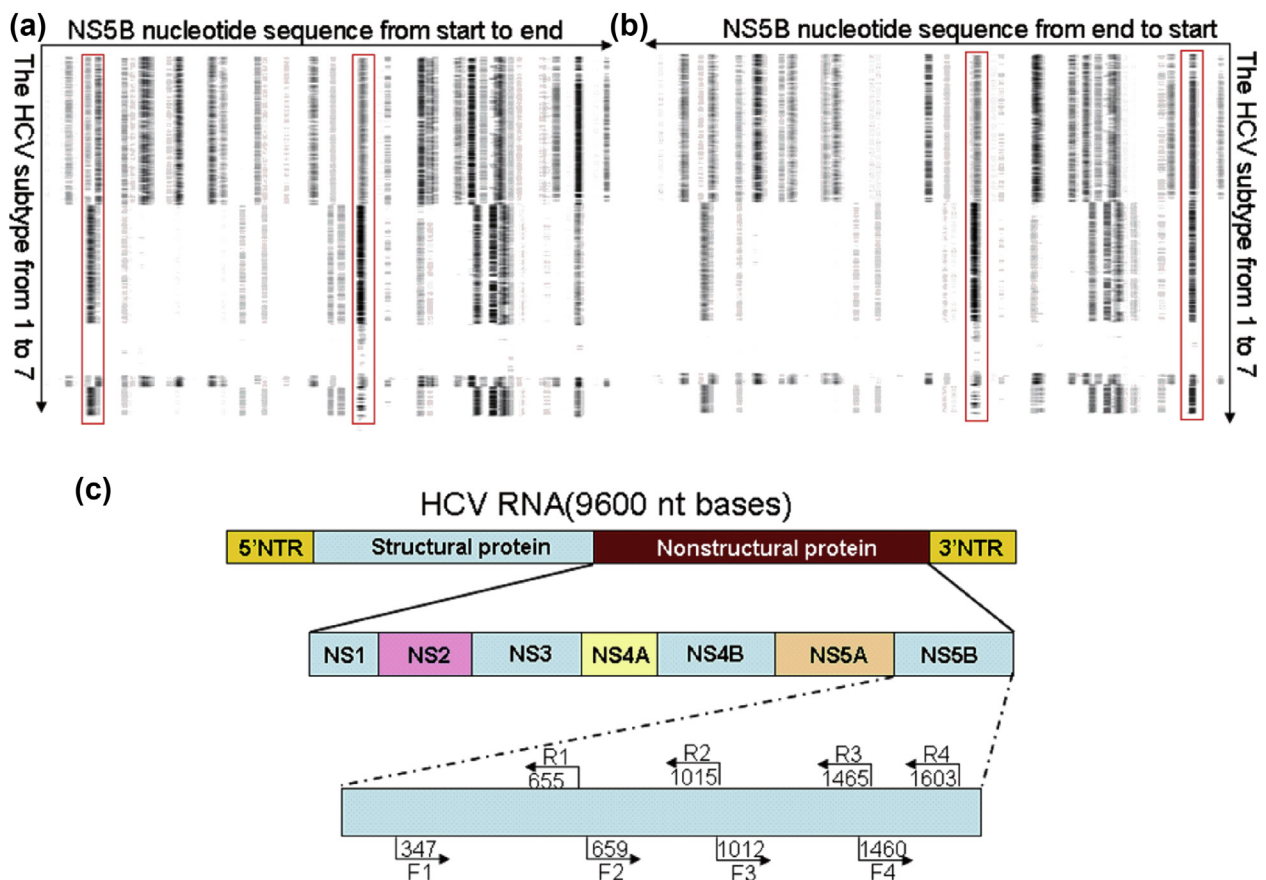 (a)
NS5B nucleotide sequence from start to end
The HCV subtype from 1 to 7
(b)
NS5B nucleotide sequence from end to start
The HCV subtype from 1 to 7
(c)
HCV RNA(9600 nt bases)
5'NTR
Structural protein
Nonstructural protein
3'NTR
NS1
NS2
NS3
NS4A
NS4B
NS5A
NS5B
R1
655
R2
1015
R3
1465
R4
1603
347
F1
659
F2
1012
F3
1460
F4